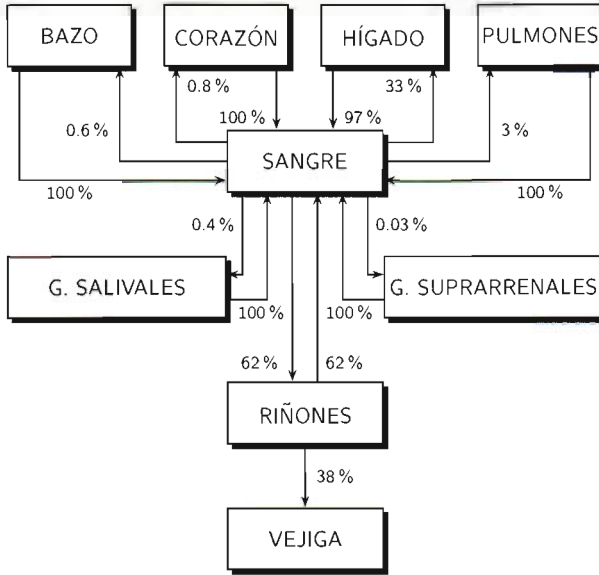 BAZO
CORAZÓN
HÍGADO
PULMONES
0.8 %
33 %
0.6 %
100 %
97 %
3 %
SANGRE
100 %
100 %
0.4 %
0.03 %
G. SALIVALES
G. SUPRARRENALES
100 %
100 %
62 %
62 %
RIÑONES
38 %
VEJIGA